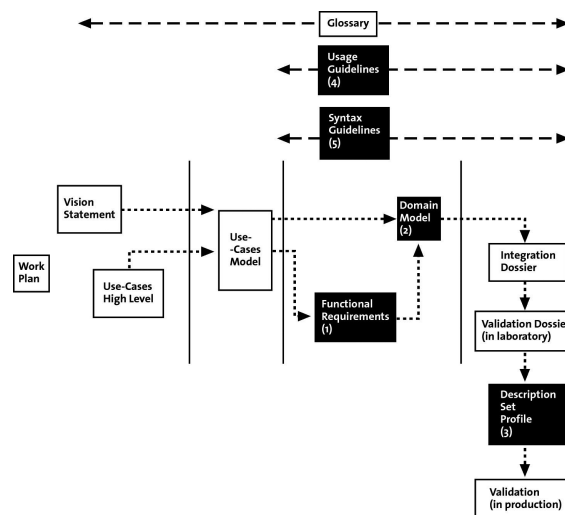 Glossary
Usage
Guidelines
(4)
Syntax
Guidelines
(5)
Vision
Statement
Domain
Model
(2)
Use-
-Cases
Model
Work
Plan
Integration
Dossier
Use-Cases
High Level
Functional
Requirements
(1)
Validation Dossier
(in laboratory)
Description
Set
Profile
(3)
Validation
(in production)